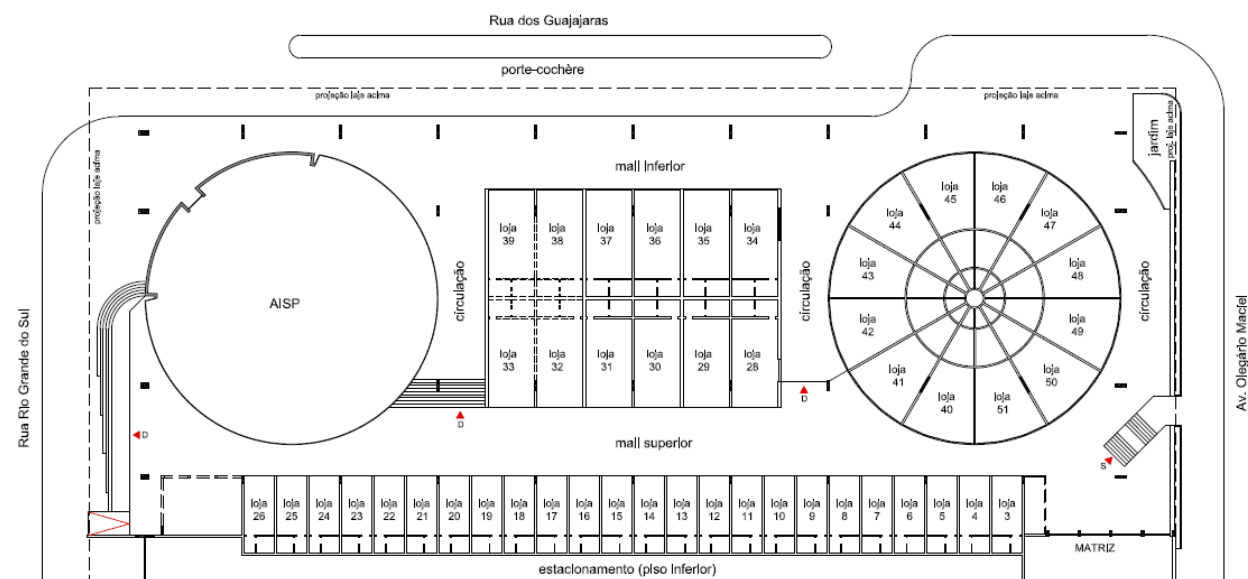 Rua dos Guajajaras
porte-cochère
projeção laje acima
projeção laje acima
projeção laje acima
jardim
proj. laje acima
mall inferior
loja
39
loja
38
loja
37
loja
36
loja
35
loja
34
loja
45
loja
46
loja
44
loja
47
loja
43
loja
48
loja
42
loja
49
loja
41
loja
50
loja
40
loja
51
circulação
circulação
circulação
AISP
loja
33
loja
32
loja
31
loja
30
loja
29
loja
28
Rua Rio Grande do Sul
Av. Olegário Maciel
D
D
D
S
mall superior
loja
26
loja
25
loja
24
loja
23
loja
22
loja
21
loja
20
loja
19
loja
18
loja
17
loja
16
loja
15
loja
14
loja
13
loja
12
loja
11
loja
10
loja
9
loja
8
loja
7
loja
6
loja
5
loja
4
loja
3
MATRIZ
estacionamento (piso inferior)